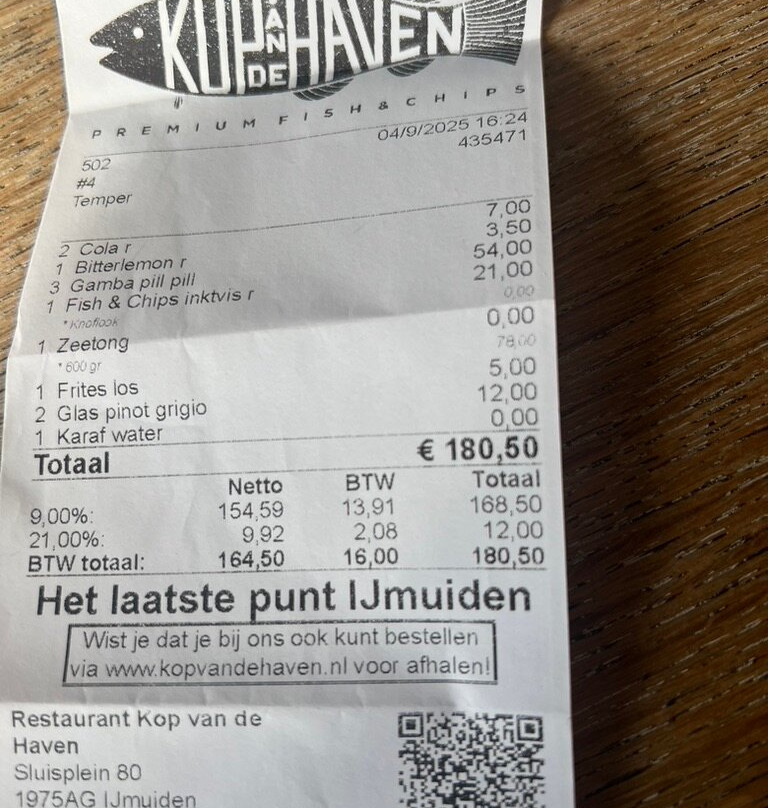 KOP VAN DE HAVEN
PREMIUM FISH & CHIPS
04/9/2025 16:24
502 435471
#4
Temper
2 Cola r 7,00
1 Bitterlemon r 3,50
3 Gamba pill pill 54,00
1 Fish & Chips inktvis r 21,00
* Knoflook 0,00
1 Zeetong 0,00
* 600 gr 78,00
1 Frites los 5,00
2 Glas pinot grigio 12,00
1 Karaf water 0,00
Totaal € 180,50
Netto BTW Totaal
9,00%: 154,59 13,91 168,50
21,00%: 9,92 2,08 12,00
BTW totaal: 164,50 16,00 180,50
Het laatste punt IJmuiden
Wist je dat je bij ons ook kunt bestellen
via www.kopvandehaven.nl voor afhalen!
Restaurant Kop van de
Haven
Sluisplein 80
1975AG IJmuiden